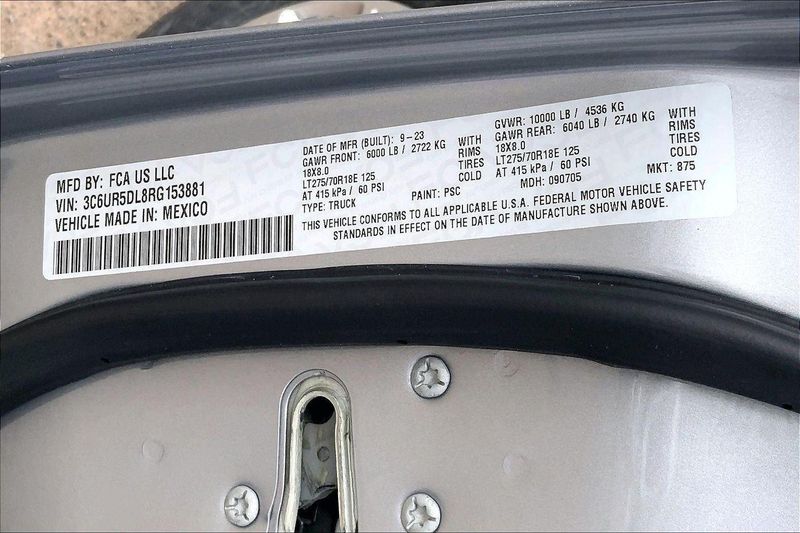 MFD BY: FCA US LLC
VIN: 3C6UR5DL8RG153881
VEHICLE MADE IN: MEXICO
DATE OF MFR (BUILT): 9-23
GAWR FRONT: 6000 LB / 2722 KG WITH
18X8.0 RIMS
LT275/70R18E 125 TIRES
AT 415 kPa / 60 PSI COLD
TYPE: TRUCK PAINT: PSC
GVWR: 10000 LB / 4536 KG
GAWR REAR: 6040 LB / 2740 KG WITH
18X8.0 RIMS
LT275/70R18E 125 TIRES
AT 415 kPa / 60 PSI COLD
MDH: 090705 MKT: 875
THIS VEHICLE CONFORMS TO ALL APPLICABLE U.S.A. FEDERAL MOTOR VEHICLE SAFETY
STANDARDS IN EFFECT ON THE DATE OF MANUFACTURE SHOWN ABOVE.